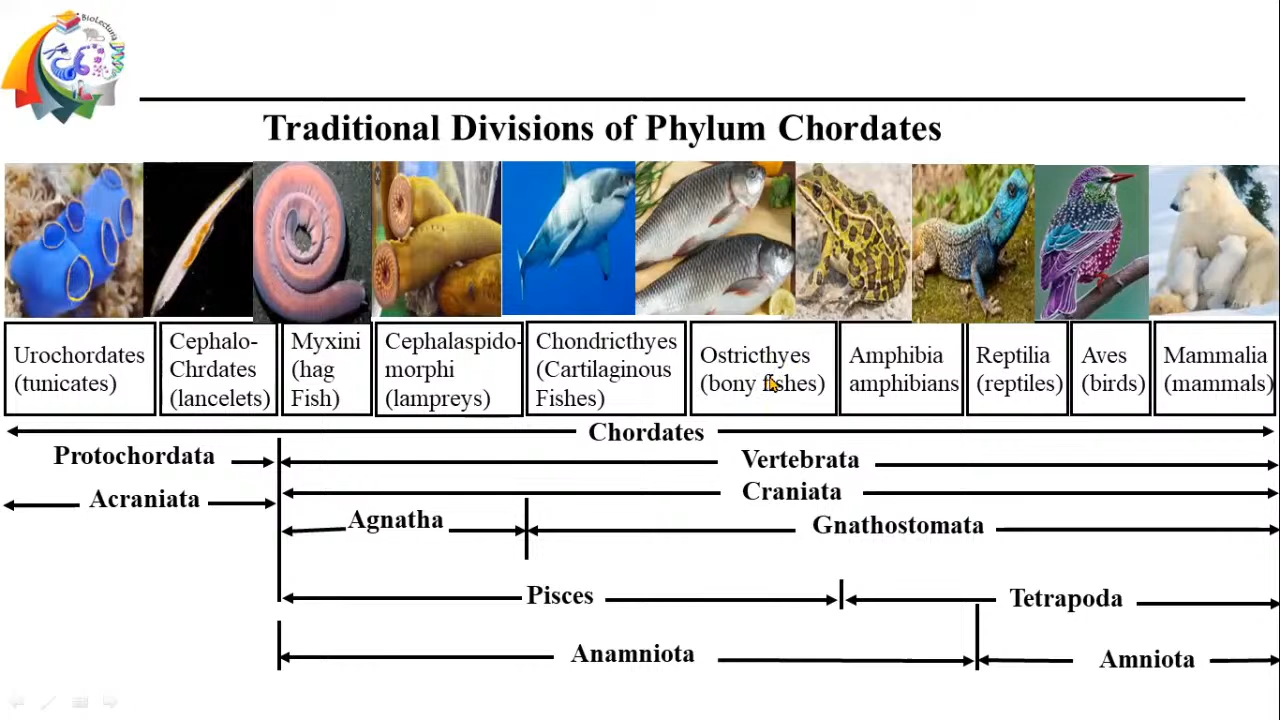 BioLectures
Traditional Divisions of Phylum Chordates
Urochordates
(tunicates)
Cephalo-
Chrdates
(lancelets)
Myxini
(hag
Fish)
Cephalaspido-
morphi
(lampreys)
Chondricthyes
(Cartilaginous
Fishes)
Ostricthyes
(bony fishes)
Amphibia
amphibians
Reptilia
(reptiles)
Aves
(birds)
Mammalia
(mammals)
Chordates
Protochordata
Vertebrata
Acraniata
Craniata
Agnatha
Gnathostomata
Pisces
Tetrapoda
Anamniota
Amniota